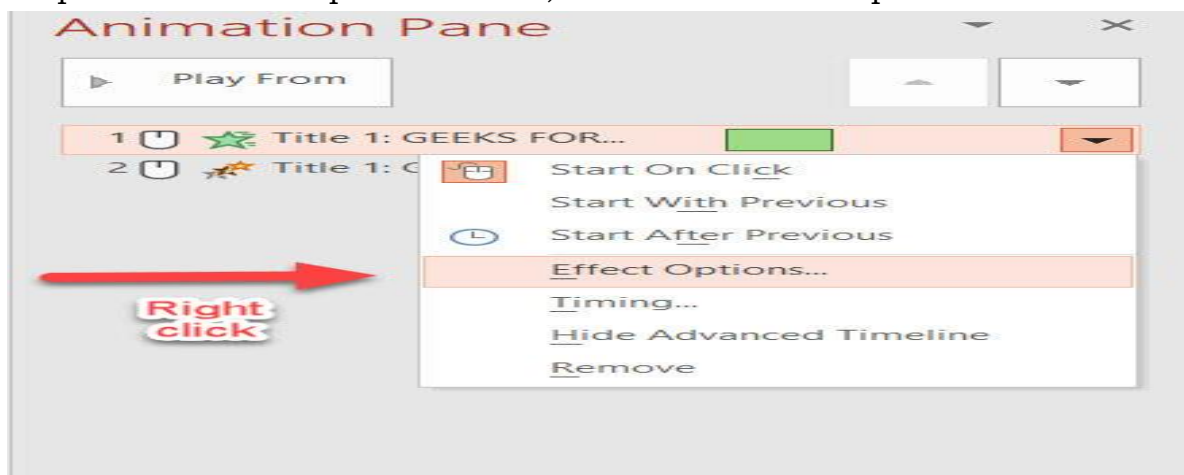 Animation Pane
Play From
1 Title 1: GEEKS FOR...
2 Title 1: G
Start On Click
Start With Previous
Start After Previous
Effect Options...
Timing...
Hide Advanced Timeline
Remove
Right
click